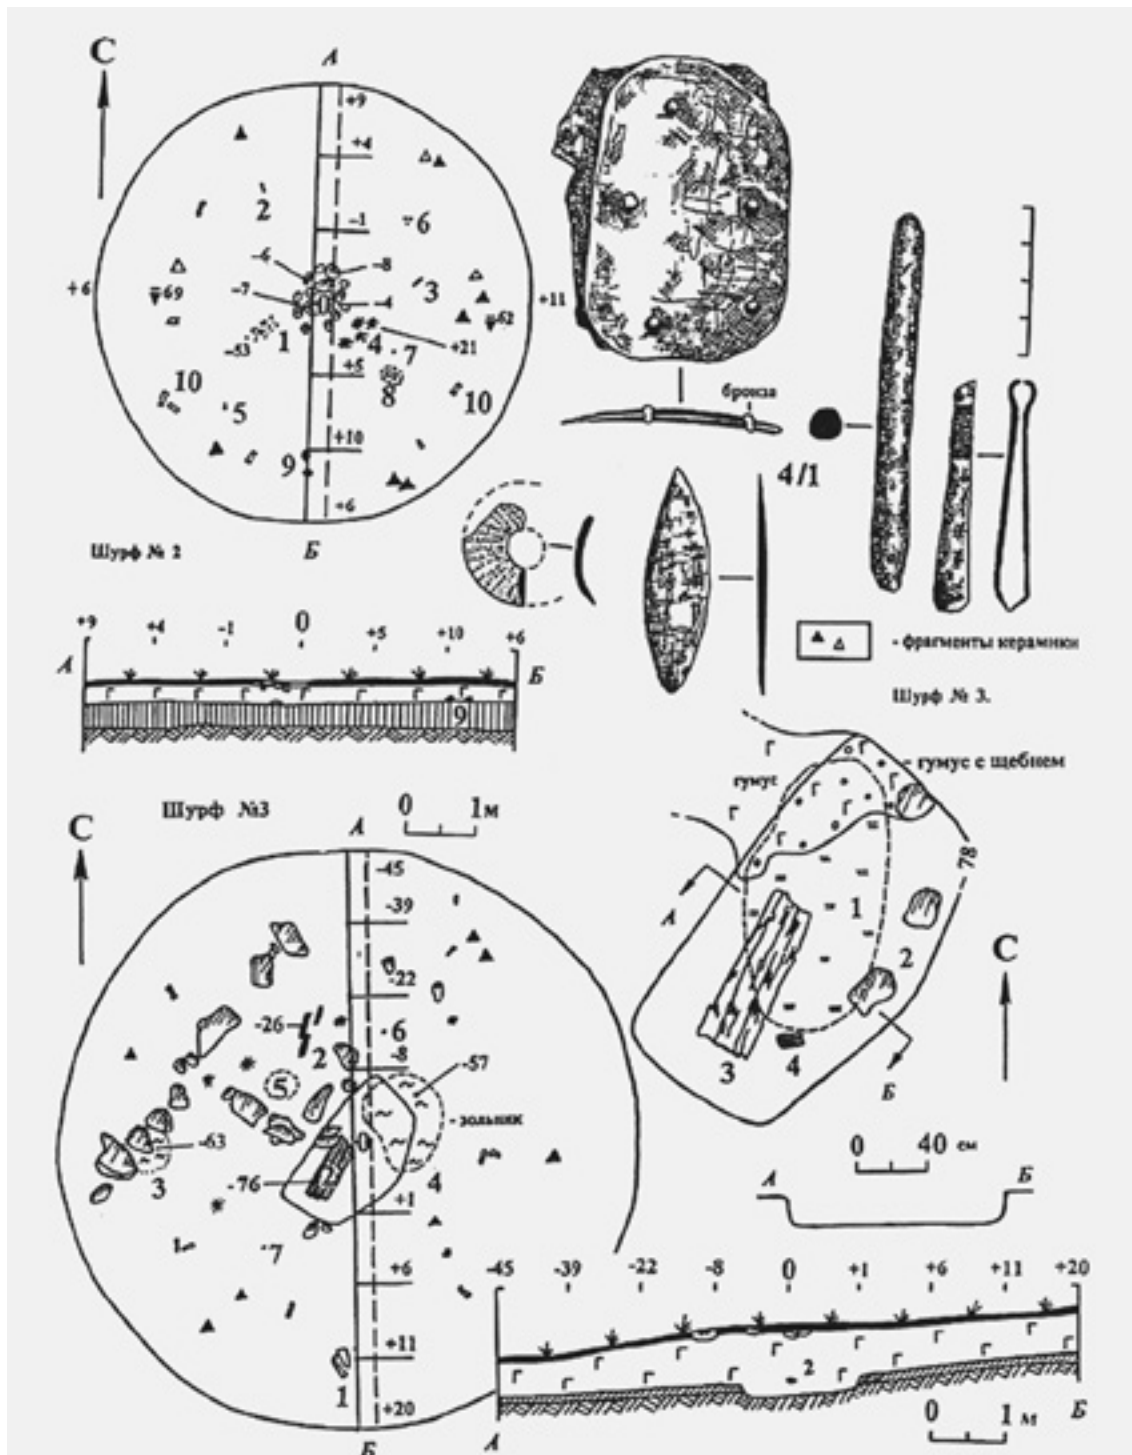 С
А
+9
+4
-1
2
6
-6
-8
+6
69
-7
3
-4
62
+11
-53
1
4
7
+21
10
5
+5
8
10
9
+10
+6
Б
Шурф № 2
бронза
4/1
- фрагменты керамики
+9 +4 -1 0 +5 +10 +6
А
Б
9
Шурф № 3.
гумус
- гумус с щебнем
Г
Г
Г
78
А
1
2
3
4
Б
С
0 40 см
А
Б
Шурф №3
0 1м
С
А
-45
-39
-22
-26
2
6
-8
-57
5
- зольник
-63
3
-76
4
+1
7
+6
+11
1
+20
Б
-45 -39 -22 -8 0 +1 +6 +11 +20
2
0 1 м
А
Б